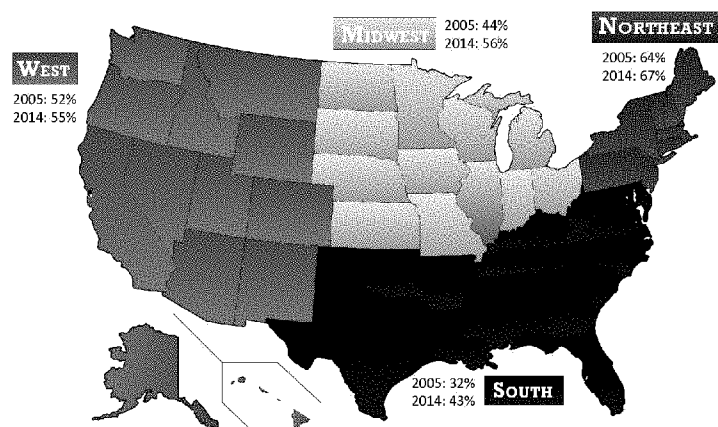 MIDWEST
2005: 44%
2014: 56%
NORTHEAST
2005: 64%
2014: 67%
WEST
2005: 52%
2014: 55%
2005: 32%
2014: 43%
SOUTH